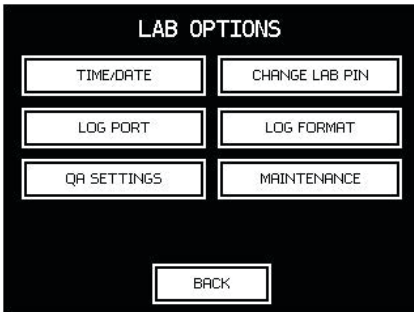 LAB OPTIONS
TIME/DATE
CHANGE LAB PIN
LOG PORT
LOG FORMAT
QA SETTINGS
MAINTENANCE
BACK